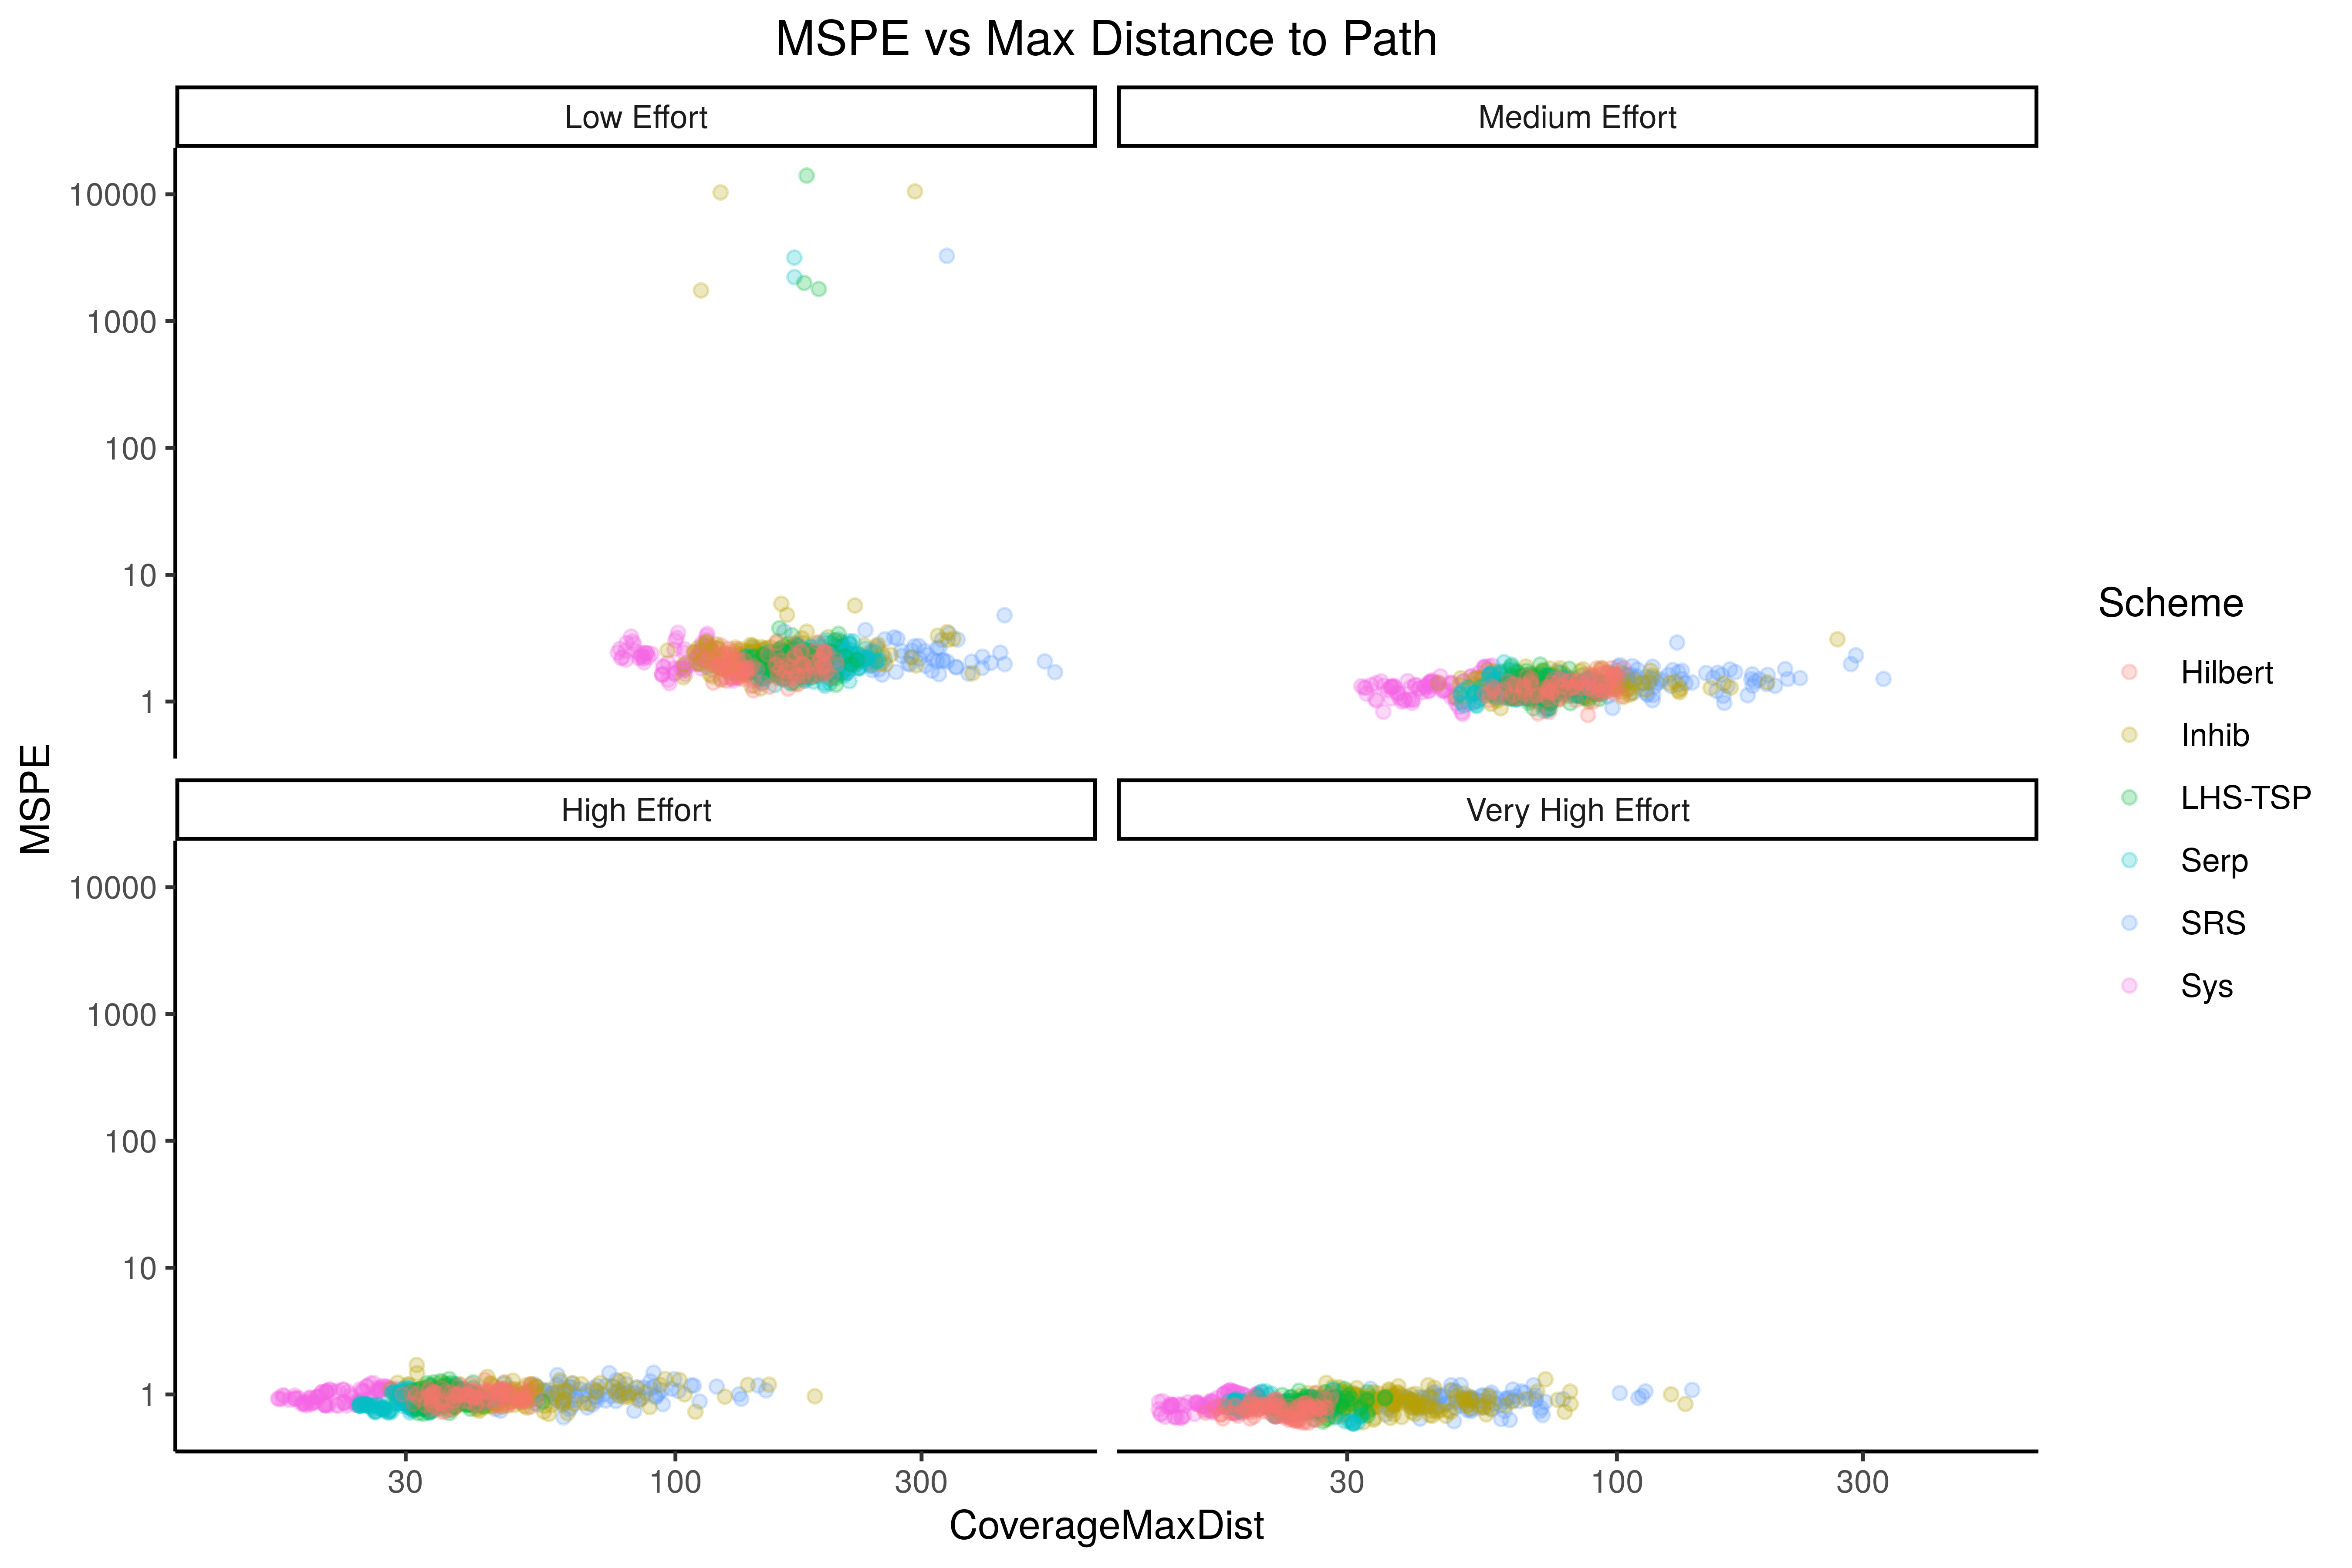 MSPE vs Max Distance to Path
Low Effort
Medium Effort
10000
1000
100
10
1
High Effort
Very High Effort
10000
1000
100
10
1
30
100
300
30
100
300
CoverageMaxDist
MSPE
Scheme
Hilbert
Inhib
LHS-TSP
Serp
SRS
Sys